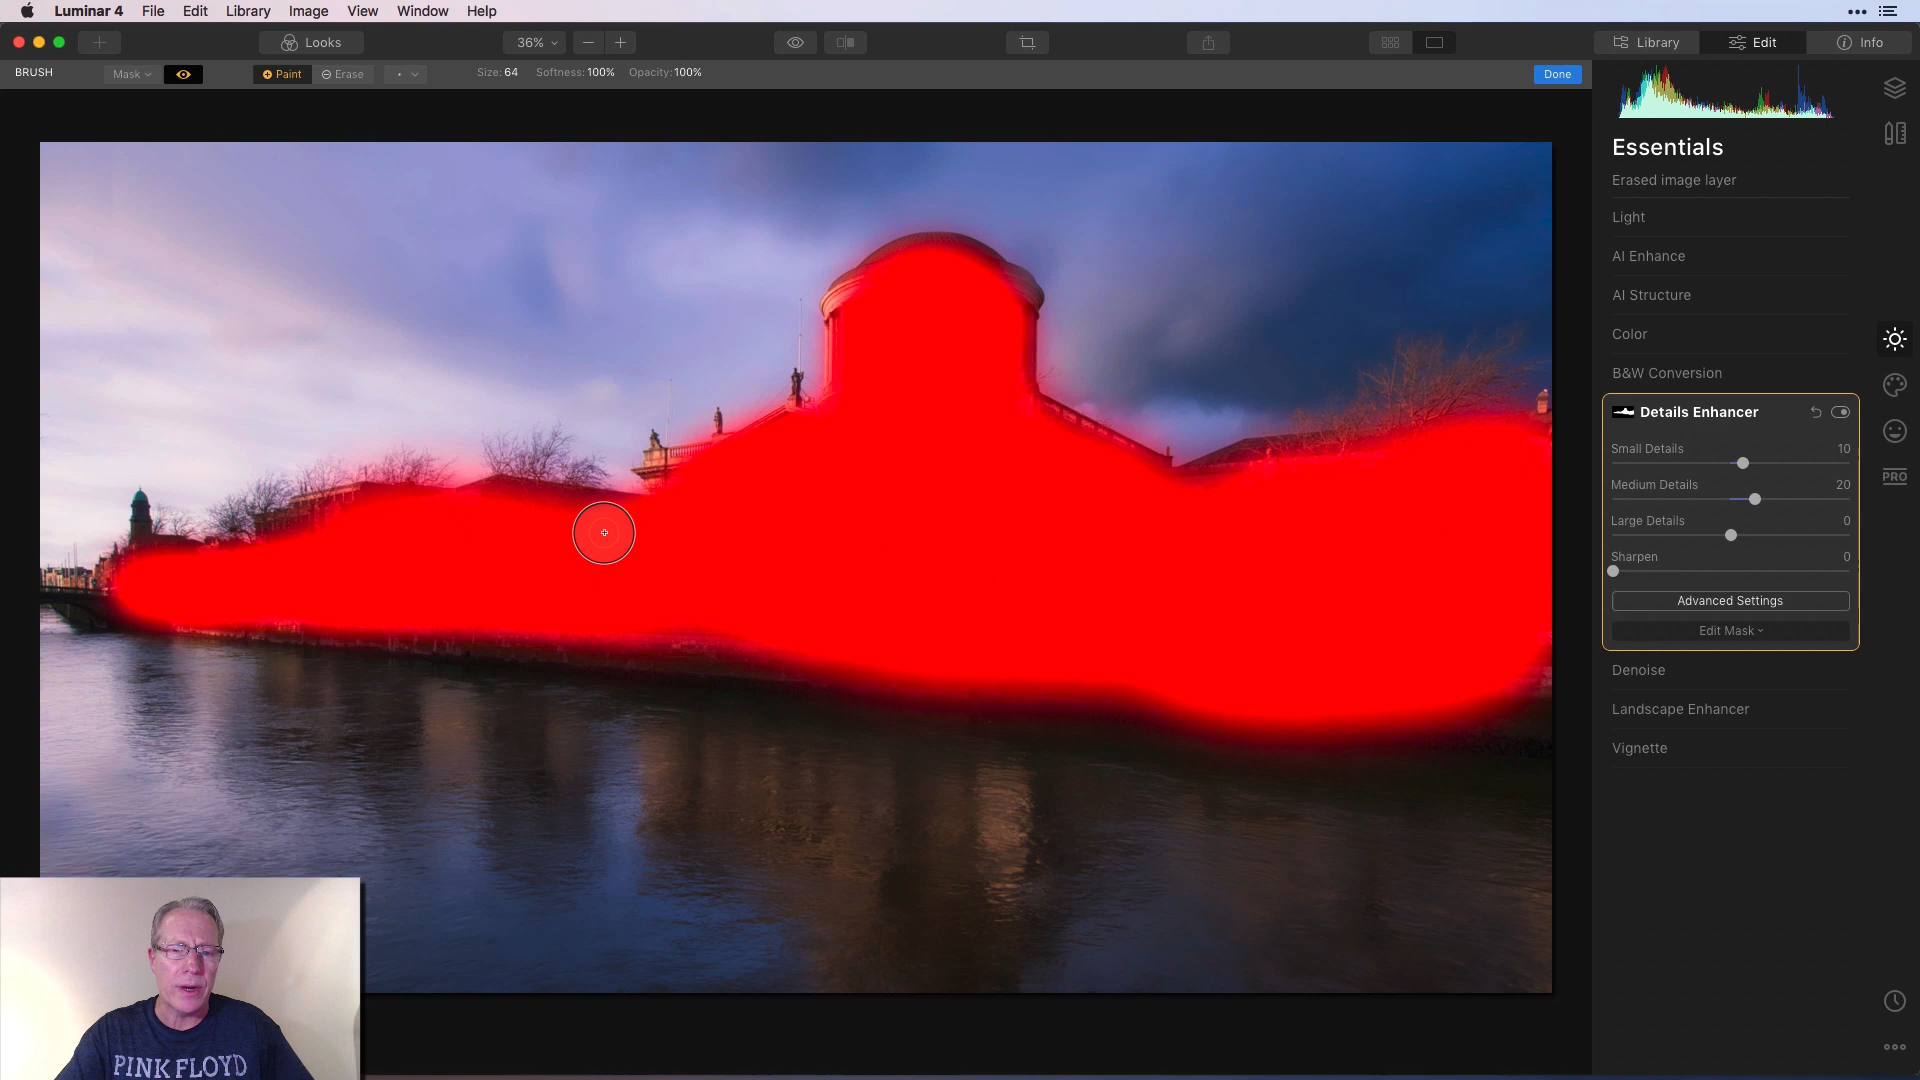 Luminar 4 File Edit Library Image View Window Help
Looks 36% Library Edit Info
BRUSH Mask Paint Erase Size: 64 Softness: 100% Opacity: 100% Done
Essentials
Erased image layer
Light
AI Enhance
AI Structure
Color
B&W Conversion
Details Enhancer
Small Details 10
Medium Details 20
Large Details 0
Sharpen 0
Advanced Settings
Edit Mask
Denoise
Landscape Enhancer
Vignette
PRO
PINK FLOYD